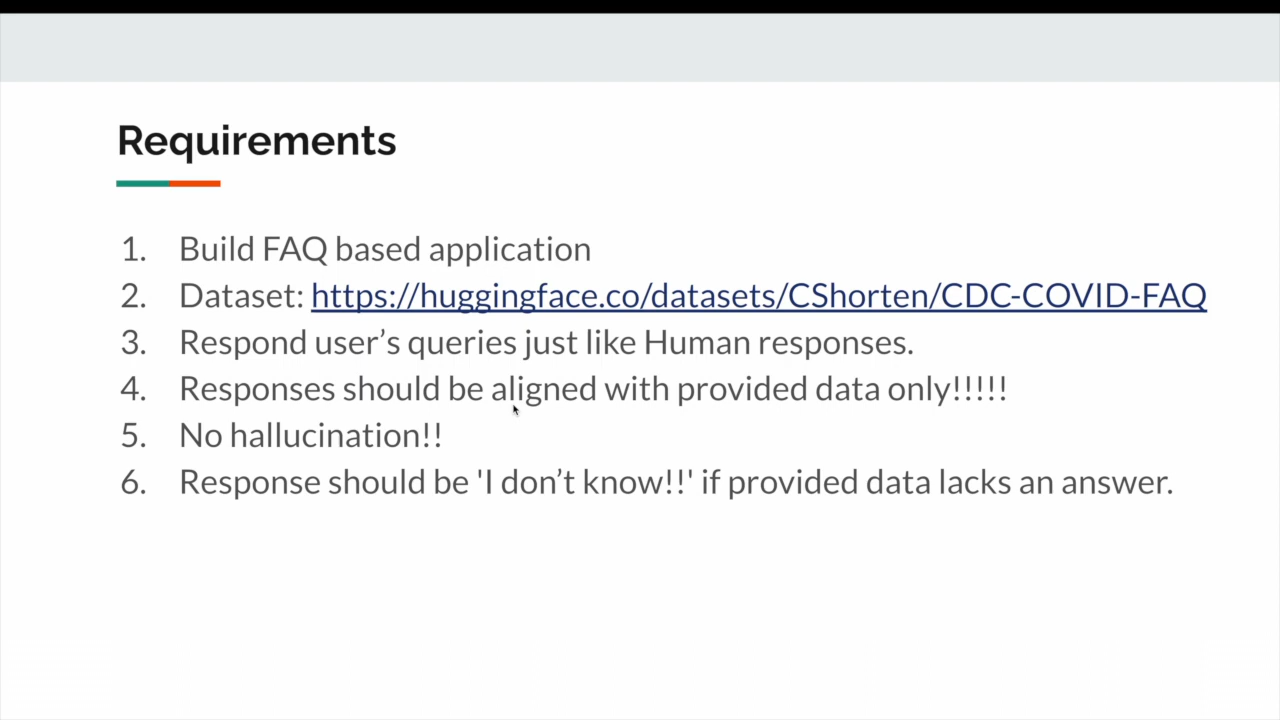 Requirements
1. Build FAQ based application
2. Dataset: https://huggingface.co/datasets/CShorten/CDC-COVID-FAQ
3. Respond user’s queries just like Human responses.
4. Responses should be aligned with provided data only!!!!!
5. No hallucination!!
6. Response should be 'I don’t know!!' if provided data lacks an answer.